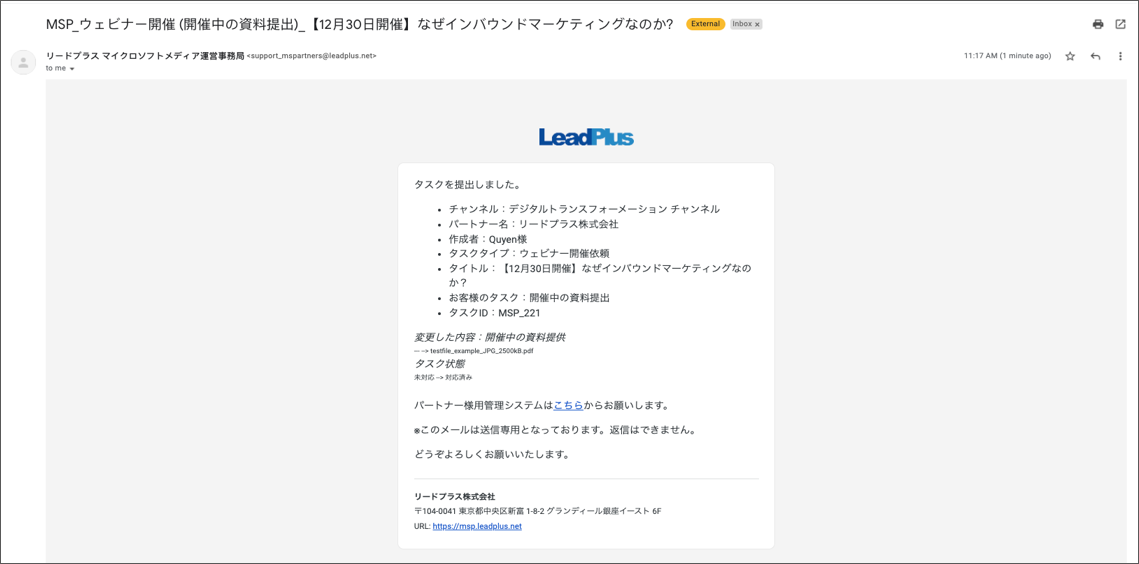 MSP_ウェビナー開催 (開催中の資料提出)_【12月30日開催】なぜインバウンドマーケティングなのか? External Inbox x
リードプラス マイクロソフトメディア運営事務局 <support_mspartners@leadplus.net> 11:17 AM (1 minute ago)
to me
LeadPlus
タスクを提出しました。
• チャンネル：デジタルトランスフォーメーション チャンネル
• パートナー名：リードプラス株式会社
• 作成者：Quyen様
• タスクタイプ：ウェビナー開催依頼
• タイトル：【12月30日開催】なぜインバウンドマーケティングなの
か？
• お客様のタスク：開催中の資料提出
• タスクID：MSP_221
変更した内容：開催中の資料提供
--- --> testfile_example_JPG_2500kB.pdf
タスク状態
未対応 --> 対応済み
パートナー様用管理システムはこちらからお願いします。
※このメールは送信専用となっております。返信はできません。
どうぞよろしくお願いいたします。
リードプラス株式会社
〒104-0041 東京都中央区新富 1-8-2 グランディール銀座イースト 6F
URL: https://msp.leadplus.net